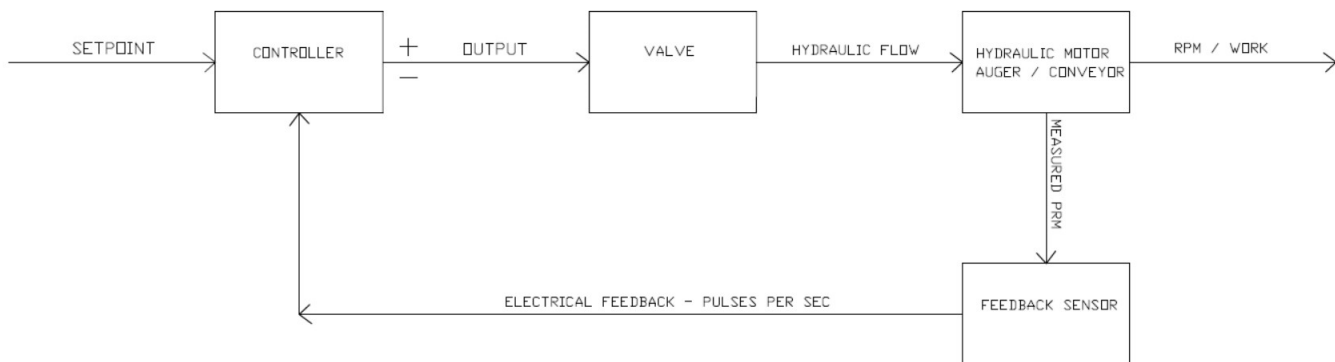 SETPOINT
CONTROLLER
+
−
OUTPUT
VALVE
HYDRAULIC FLOW
HYDRAULIC MOTOR
AUGER / CONVEYOR
RPM / WORK
MEASURED PRM
ELECTRICAL FEEDBACK - PULSES PER SEC
FEEDBACK SENSOR